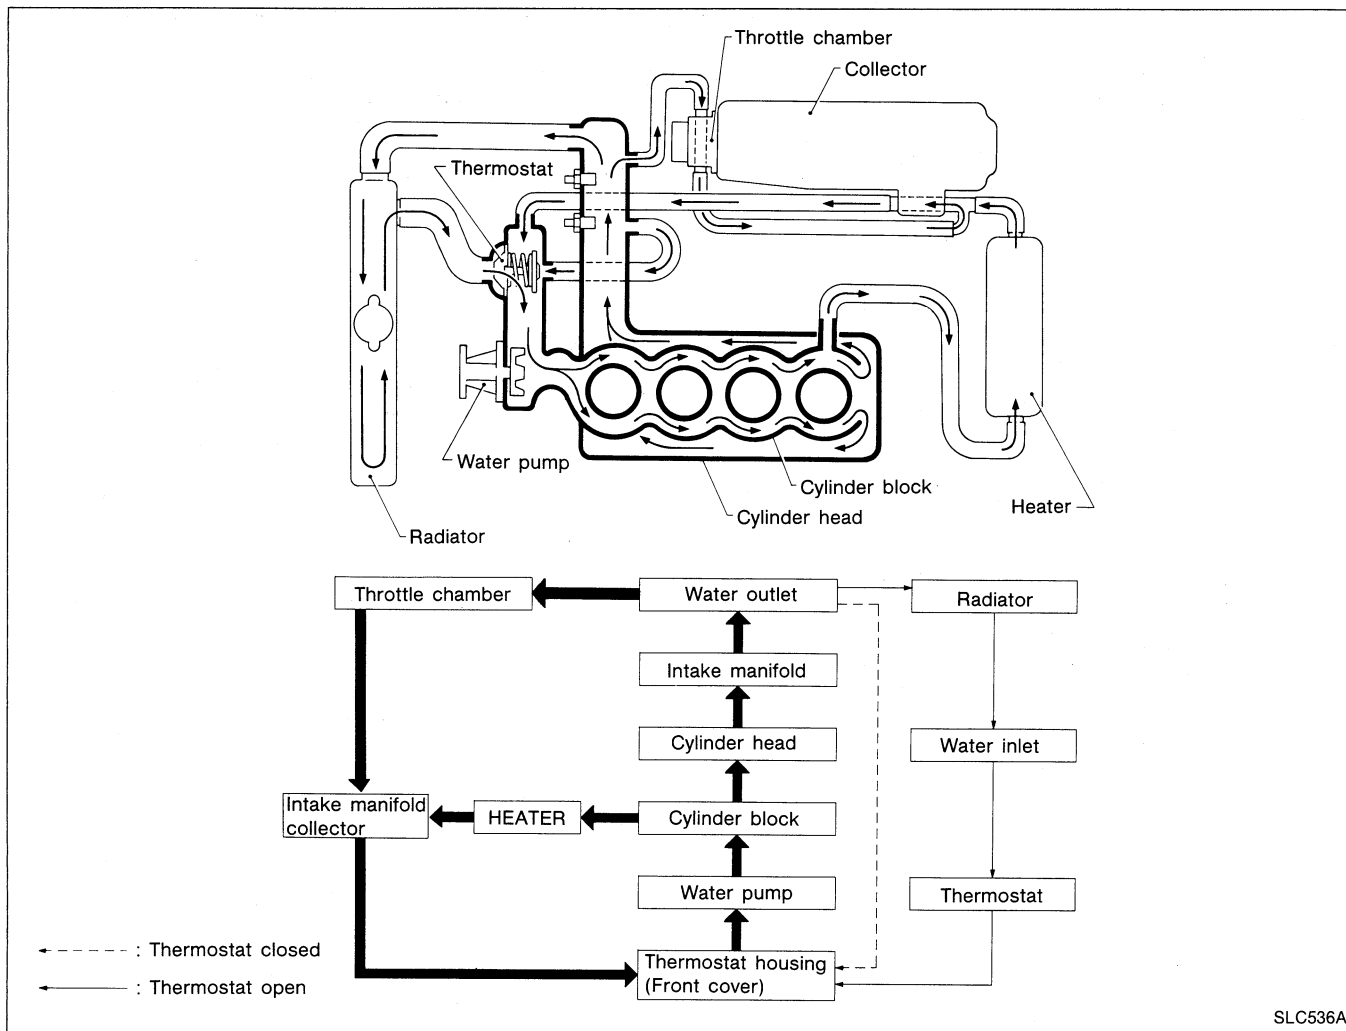 Throttle chamber
Collector
Thermostat
Water pump
Cylinder block
Heater
Cylinder head
Radiator
Throttle chamber
Water outlet
Radiator
Intake manifold
Cylinder head
Water inlet
Intake manifold
collector
HEATER
Cylinder block
Water pump
Thermostat
: Thermostat closed
Thermostat housing
(Front cover)
: Thermostat open
SLC536A